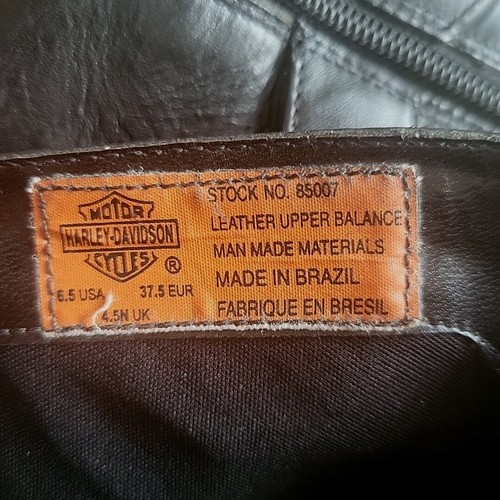 MOTOR
HARLEY-DAVIDSON
CYCLES
®
6.5 USA 37.5 EUR
4.5N UK
STOCK NO. 85007
LEATHER UPPER BALANCE
MAN MADE MATERIALS
MADE IN BRAZIL
FABRIQUE EN BRESIL